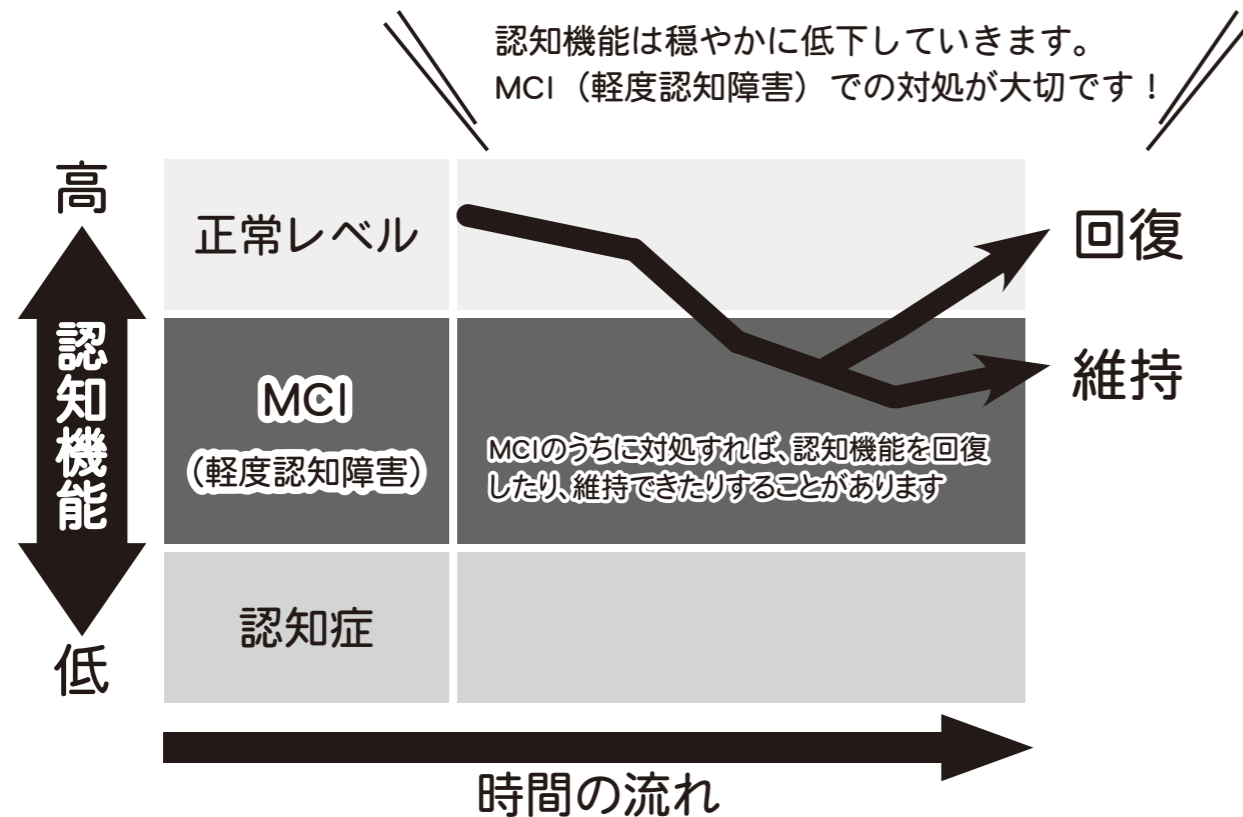 認知機能は穏やかに低下していきます。
MCI（軽度認知障害）での対処が大切です！
高
認知機能
低
正常レベル
MCI
（軽度認知障害）
認知症
回復
維持
MCIのうちに対処すれば、認知機能を回復
したり、維持できたりすることがあります
時間の流れ